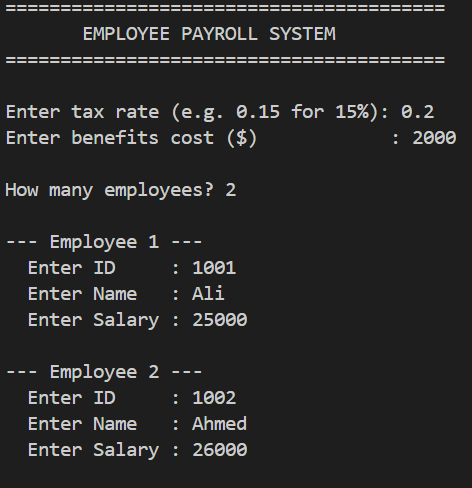 ========================================
       EMPLOYEE PAYROLL SYSTEM
========================================
Enter tax rate (e.g. 0.15 for 15%): 0.2
Enter benefits cost ($)            : 2000
How many employees? 2
--- Employee 1 ---
  Enter ID     : 1001
  Enter Name   : Ali
  Enter Salary : 25000
--- Employee 2 ---
  Enter ID     : 1002
  Enter Name   : Ahmed
  Enter Salary : 26000